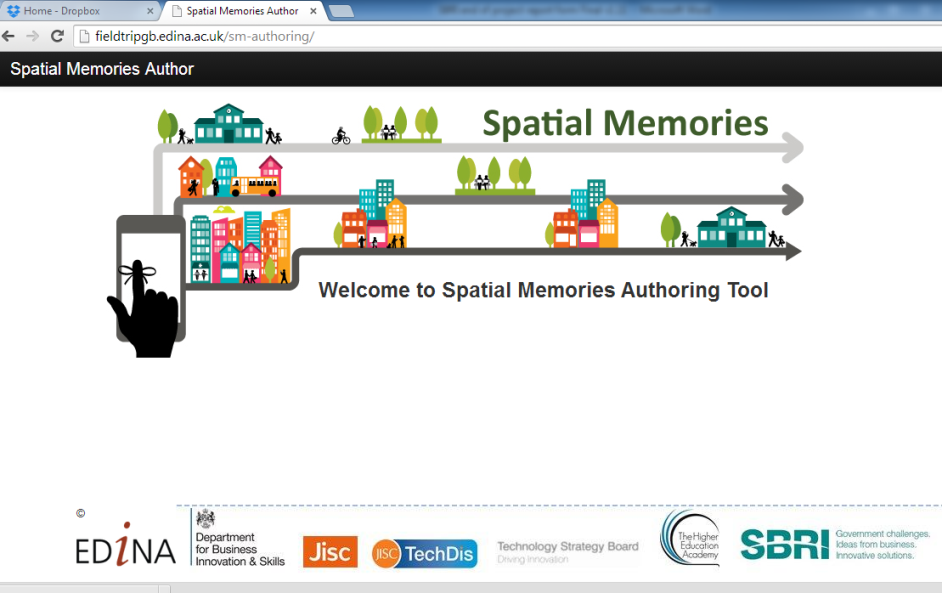 Home - Dropbox
Spatial Memories Author
fieldtripgb.edina.ac.uk/sm-authoring/
Spatial Memories Author
Spatial Memories
Welcome to Spatial Memories Authoring Tool
©
EDINA
Department
for Business
Innovation & Skills
Jisc
JISC TechDis
Technology Strategy Board
Driving Innovation
The Higher
Education
Academy
SBRI
Government challenges.
Ideas from business.
Innovative solutions.